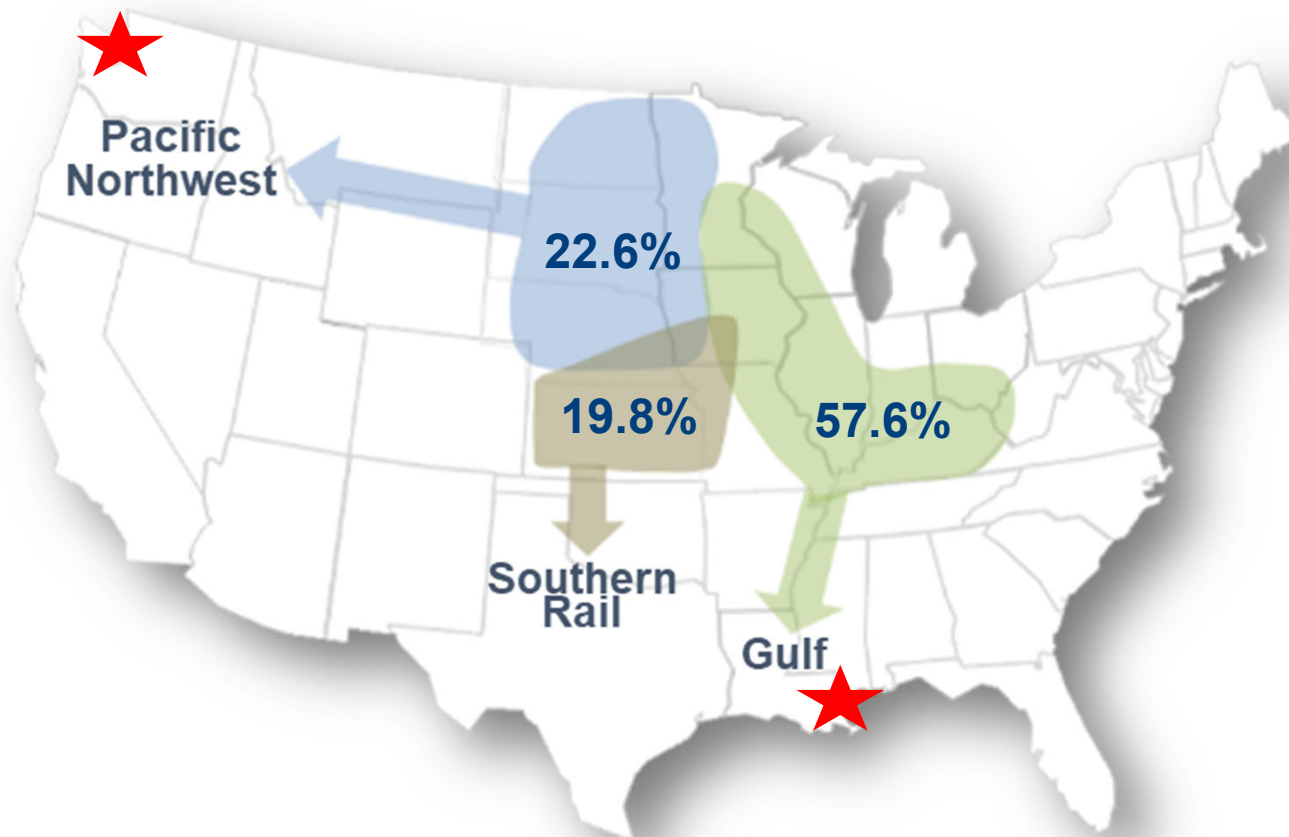 Pacific
Northwest
22.6%
19.8%
57.6%
Southern
Rail
Gulf